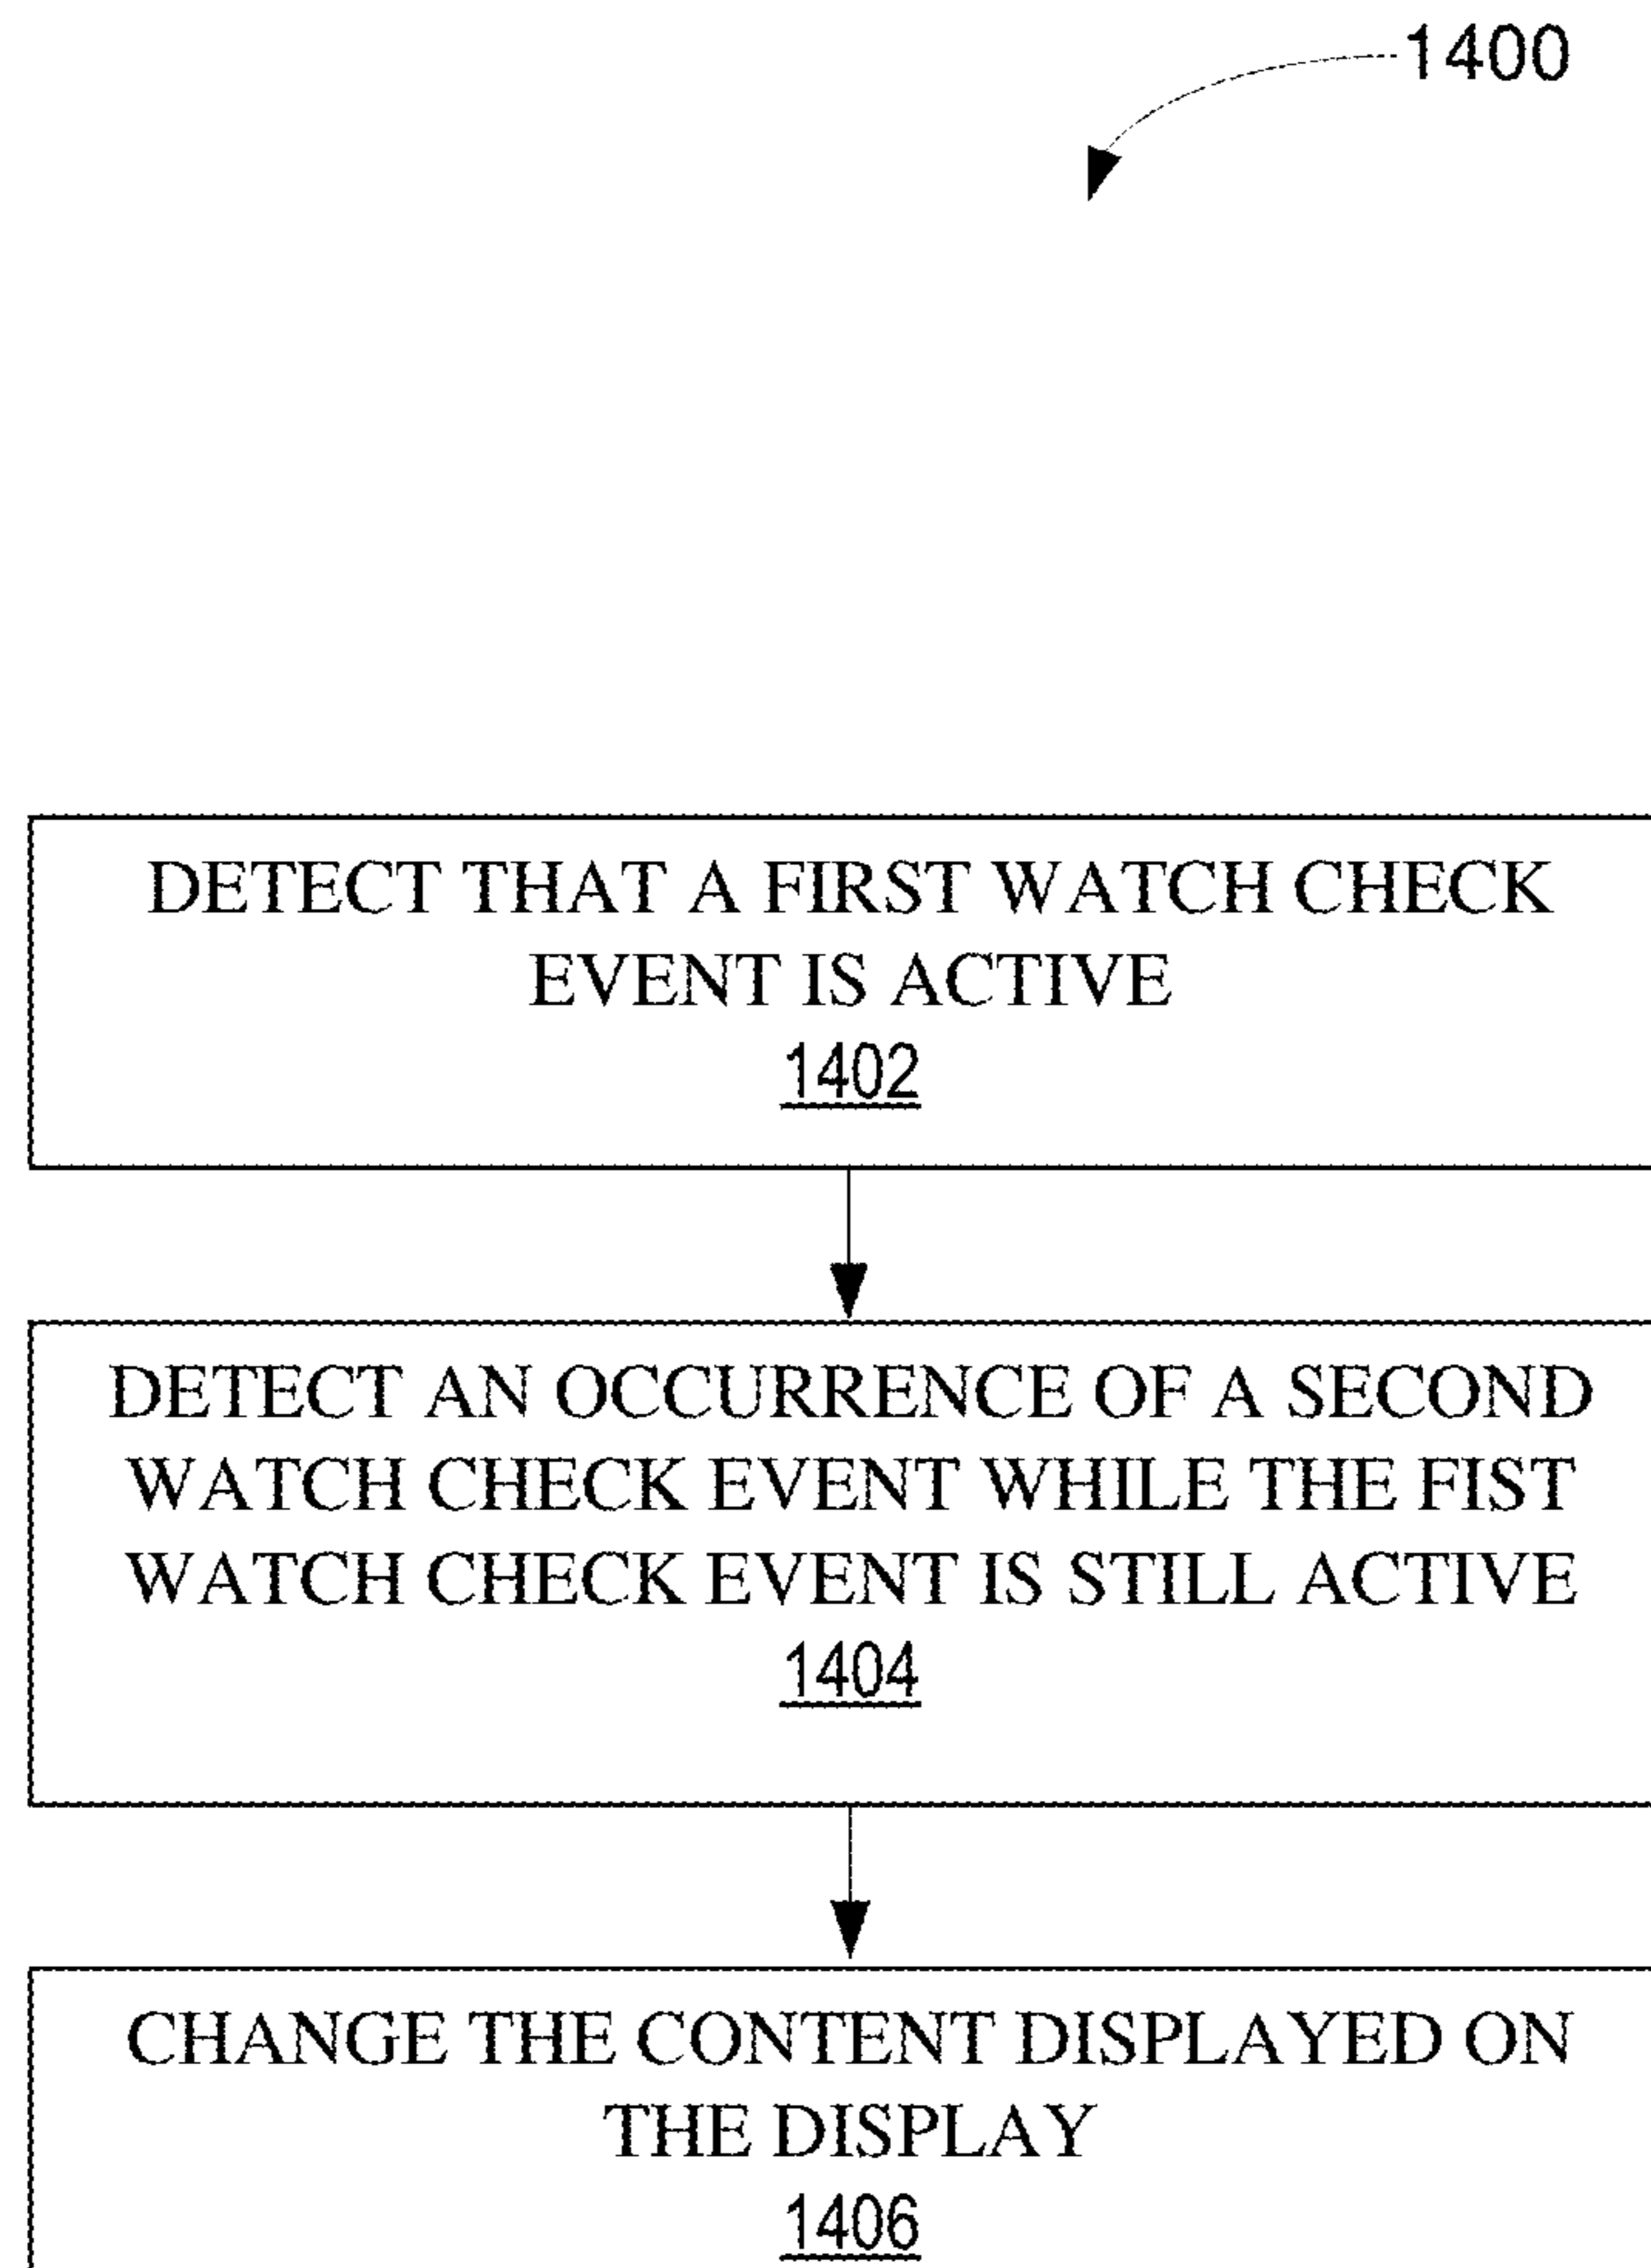 1400
DETECT THAT A FIRST WATCH CHECK
EVENT IS ACTIVE
1402
DETECT AN OCCURRENCE OF A SECOND
WATCH CHECK EVENT WHILE THE FIST
WATCH CHECK EVENT IS STILL ACTIVE
1404
CHANGE THE CONTENT DISPLAYED ON
THE DISPLAY
1406